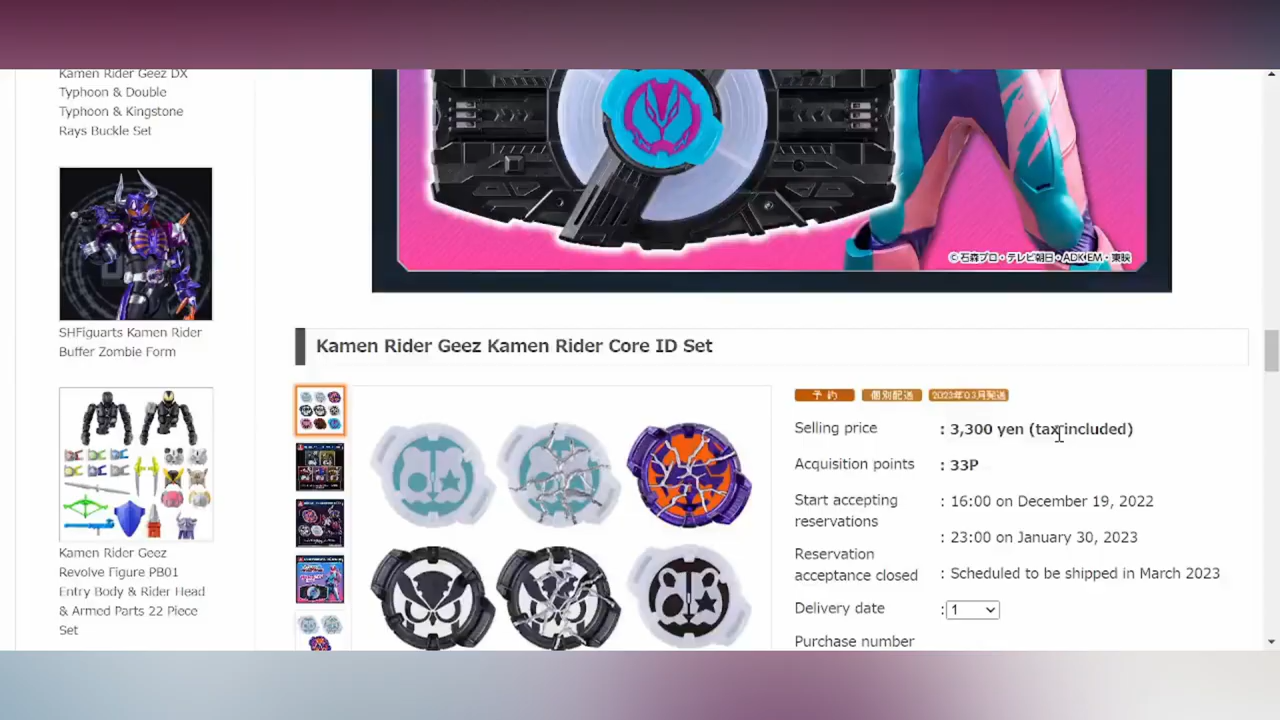 Kamen Rider Geez DX
Typhoon & Double
Typhoon & Kingstone
Rays Buckle Set
SHFiguarts Kamen Rider
Buffer Zombie Form
Kamen Rider Geez
Revolve Figure PB01
Entry Body & Rider Head
& Armed Parts 22 Piece
Set
©石森プロ・テレビ朝日・ADK EM・東映
Kamen Rider Geez Kamen Rider Core ID Set
予約 個別配送 2023年03月発送
Selling price : 3,300 yen (tax included)
Acquisition points : 33P
Start accepting
reservations : 16:00 on December 19, 2022
: 23:00 on January 30, 2023
Reservation
acceptance closed : Scheduled to be shipped in March 2023
Delivery date : 1
Purchase number